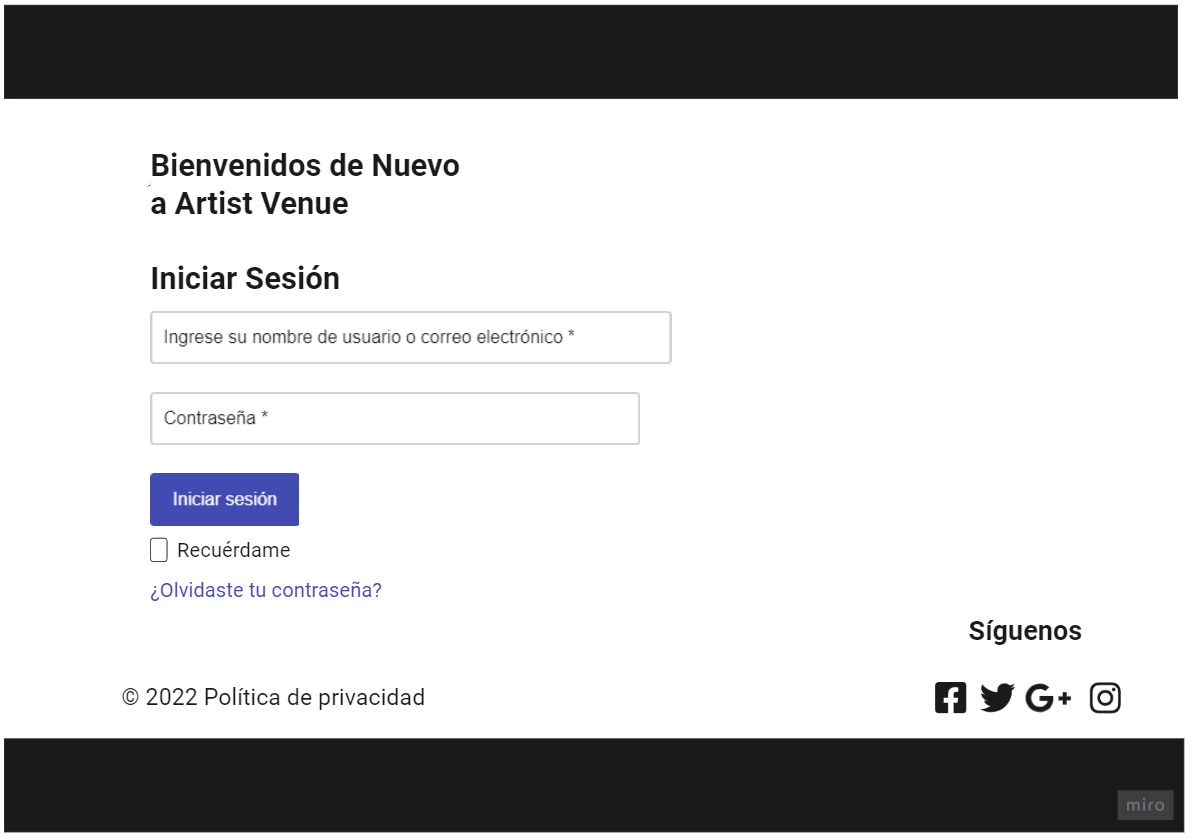 Bienvenidos de Nuevo
a Artist Venue
Iniciar Sesión
Ingrese su nombre de usuario o correo electrónico *
Contraseña *
Iniciar sesión
Recuérdame
¿Olvidaste tu contraseña?
Síguenos
© 2022 Política de privacidad
miro